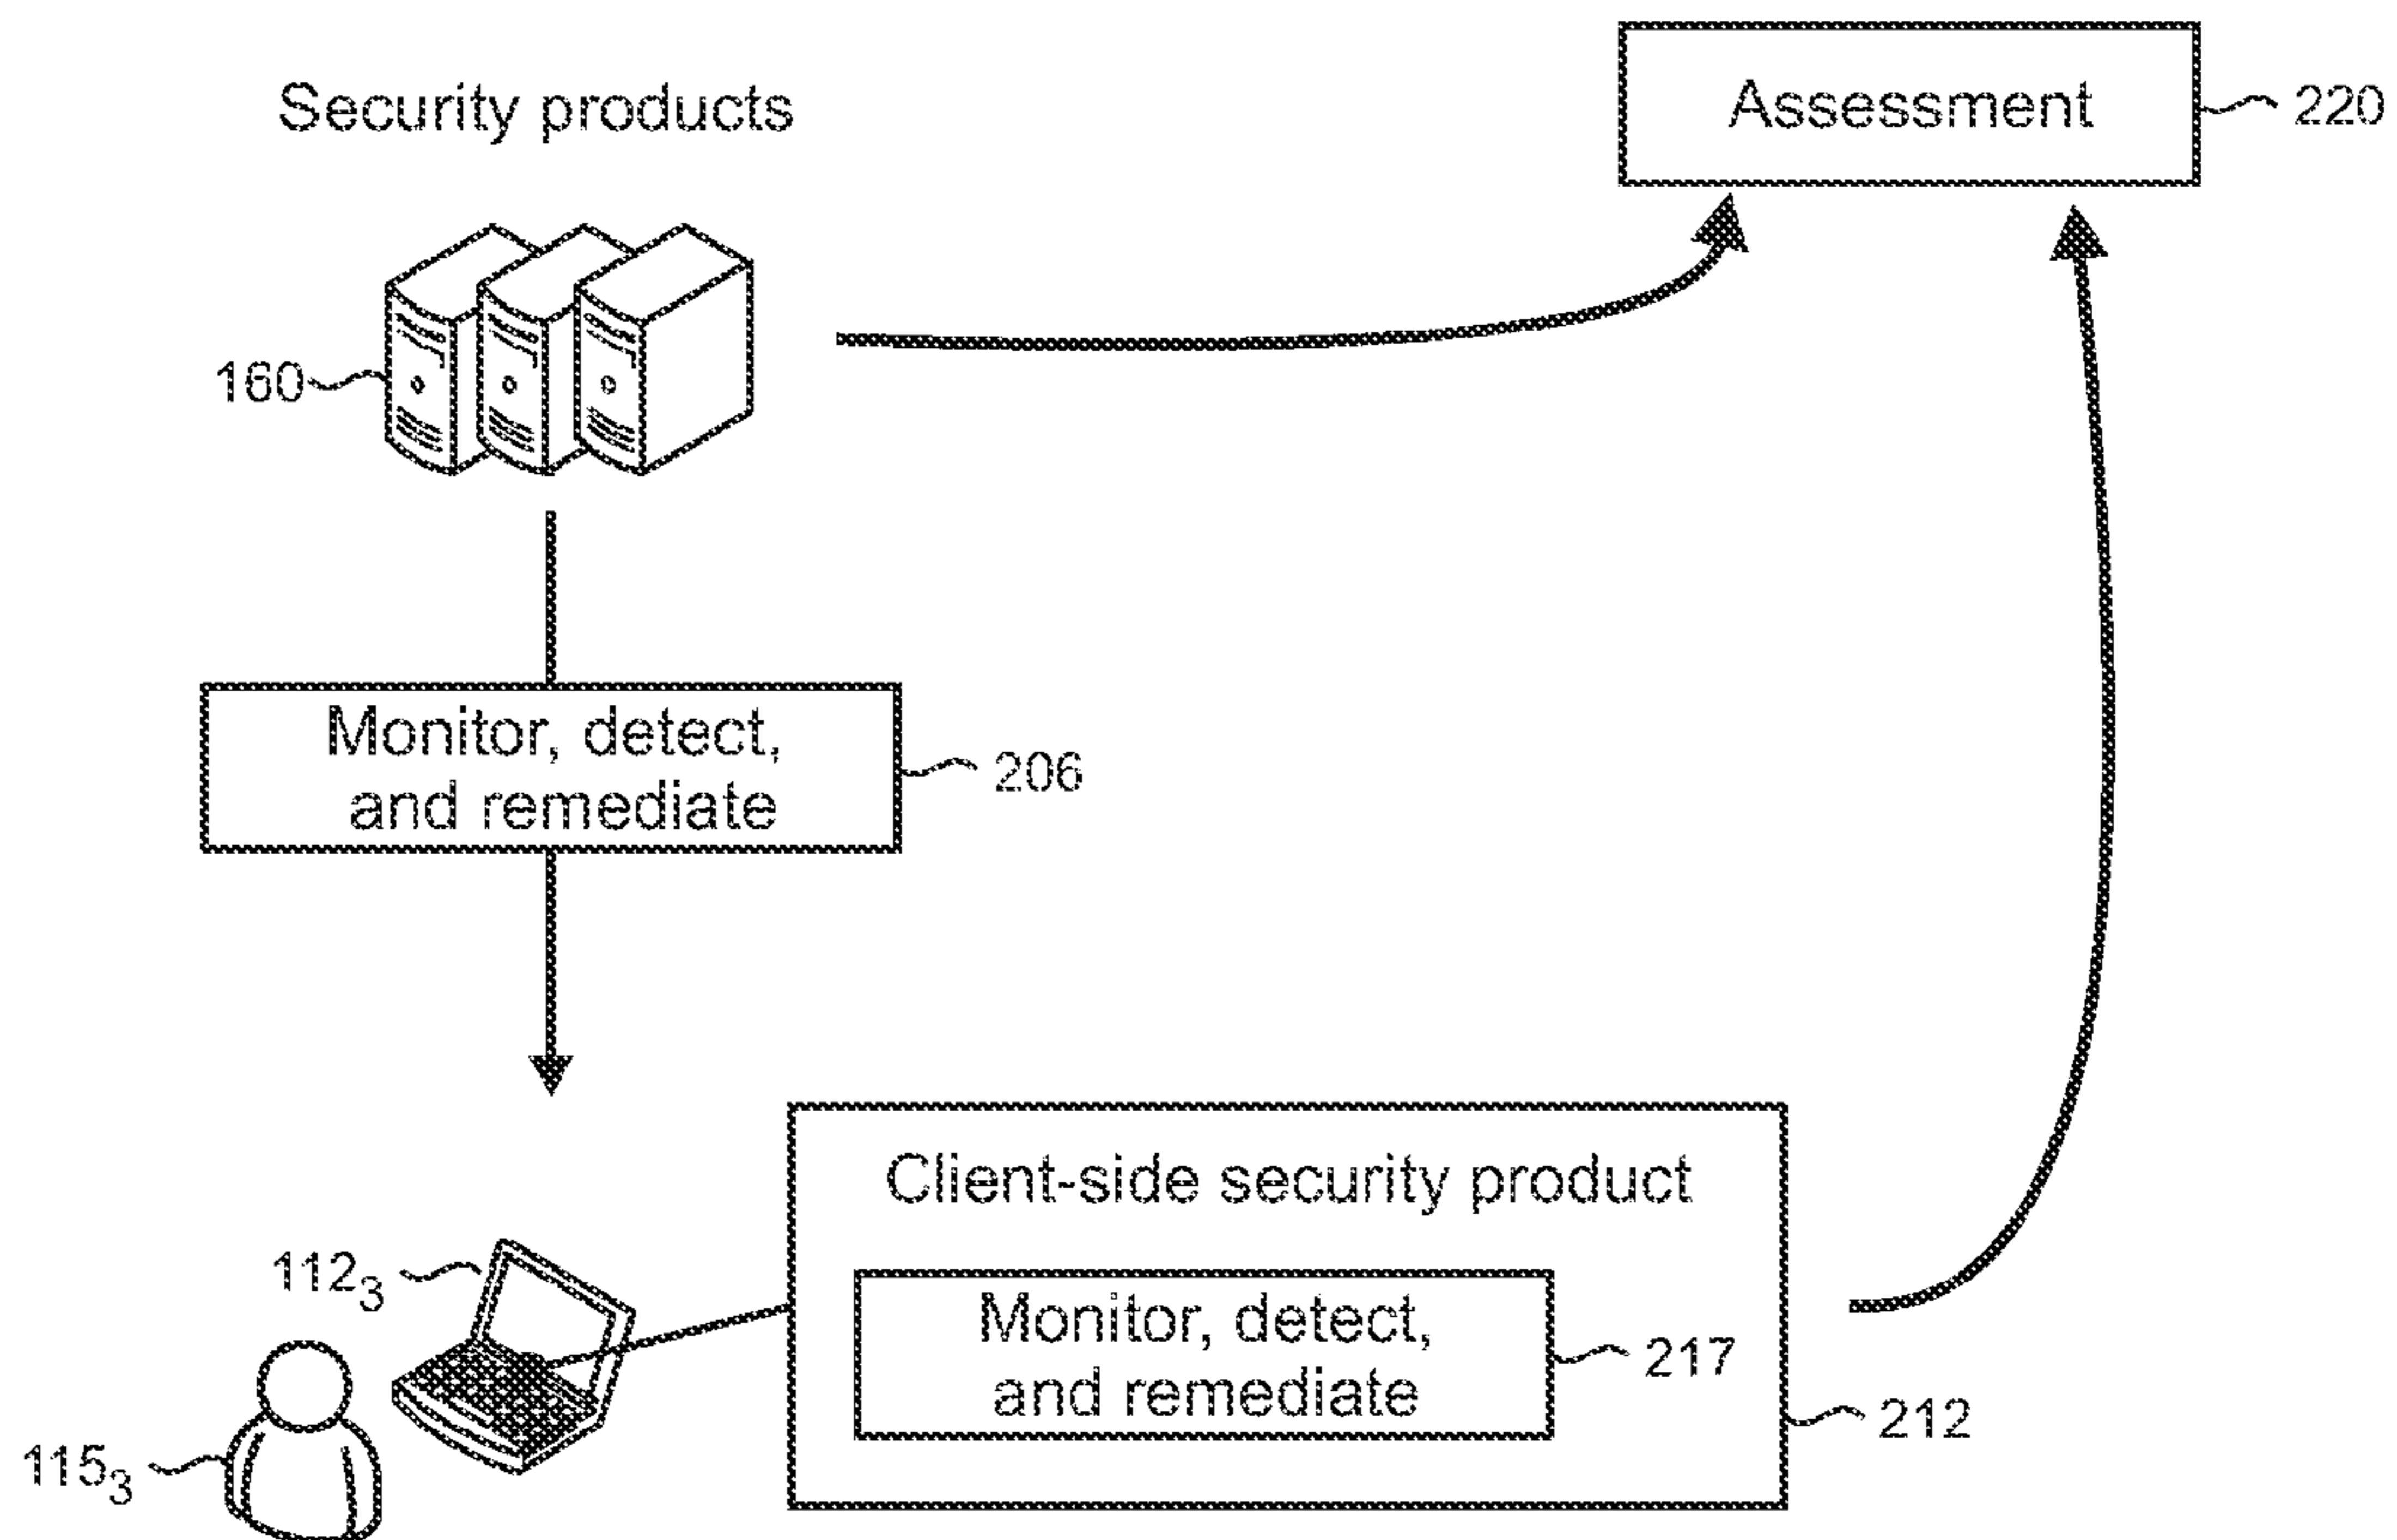 Security products
Assessment
220
160
Monitor, detect,
and remediate
206
Client-side security product
112₃
Monitor, detect,
and remediate
217
212
115₃